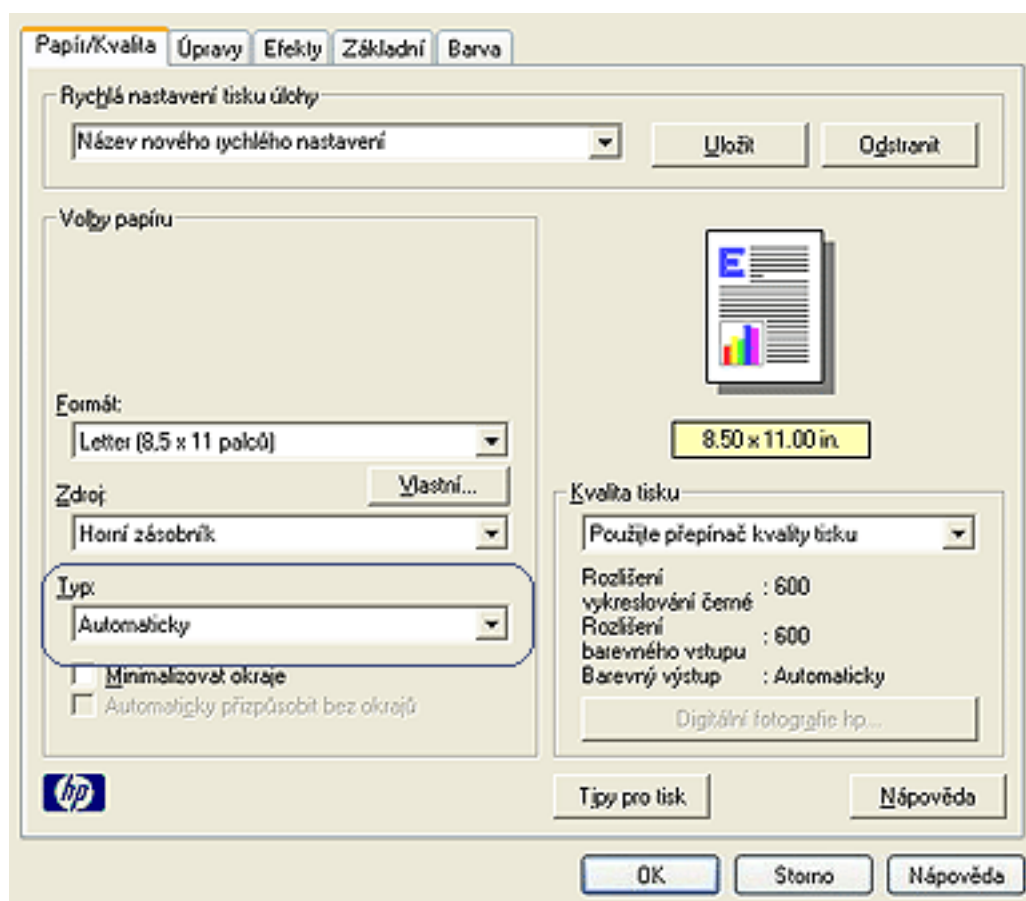 Papír/Kvalita Úpravy Efekty Základní Barva
Rychlá nastavení tisku úlohy
Název nového rychlého nastavení Uložit Odstranit
Volby papíru
E
Formát:
Letter (8,5 x 11 palců) 8.50 x 11.00 in.
Vlastní...
Zdroj:
Horní zásobník
Typ:
Automaticky
Minimalizovat okraje
Automaticky přizpůsobit bez okrajů
Kvalita tisku
Použijte přepínač kvality tisku
Rozlišení
vykreslování černé : 600
Rozlišení
barevného vstupu : 600
Barevný výstup : Automaticky
Digitální fotografie hp...
hp
Tipy pro tisk Nápověda
OK Storno Nápověda